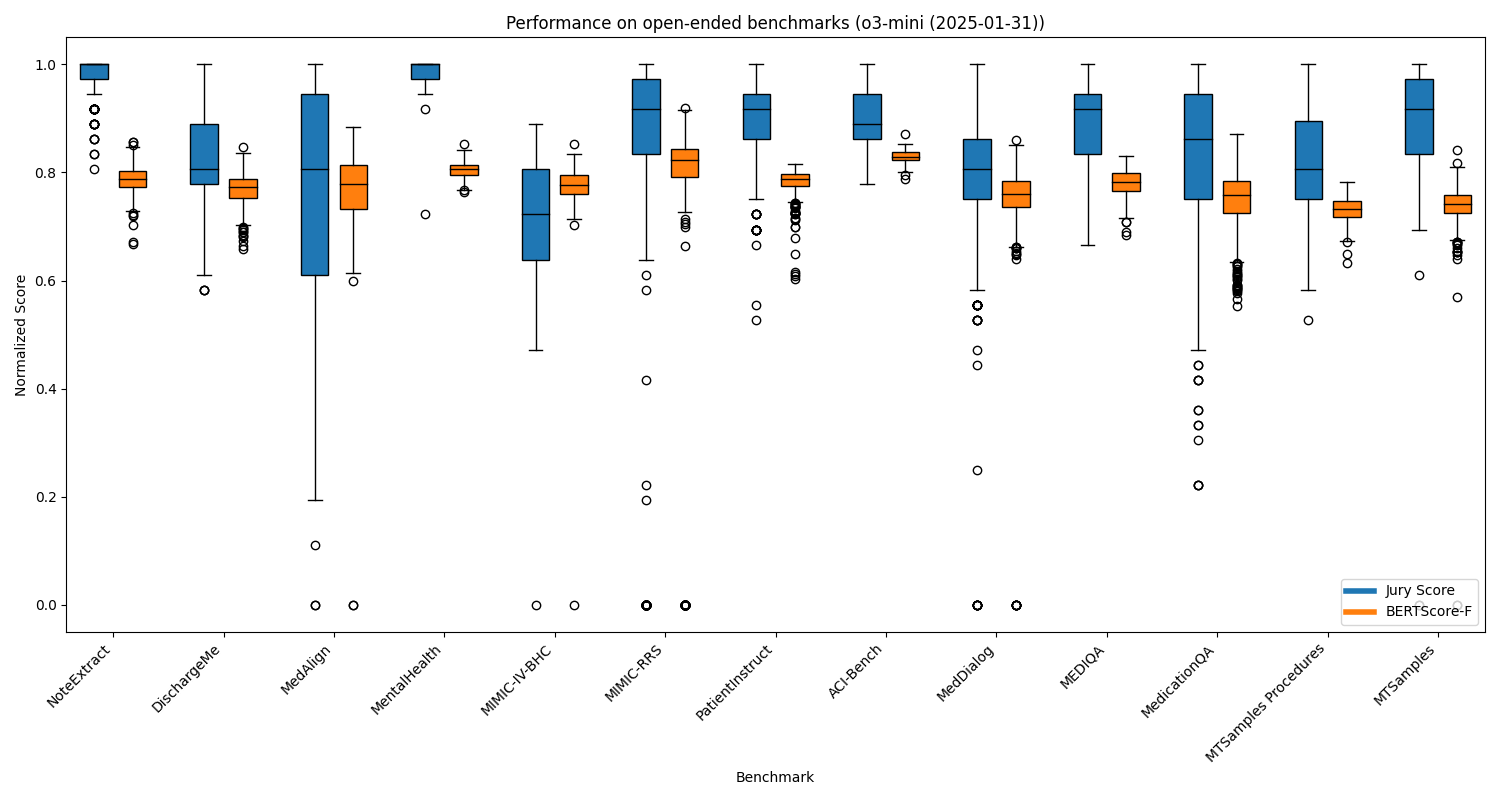 Performance on open-ended benchmarks (o3-mini (2025-01-31))
Normalized Score
1.0
0.8
0.6
0.4
0.2
0.0
Jury Score
BERTScore-F
NoteExtract
DischargeMe
MedAlign
MentalHealth
MIMIC-IV-BHC
MIMIC-RRS
PatientInstruct
ACI-Bench
MedDialog
MEDIQA
MedicationQA
MTSamples Procedures
MTSamples
Benchmark